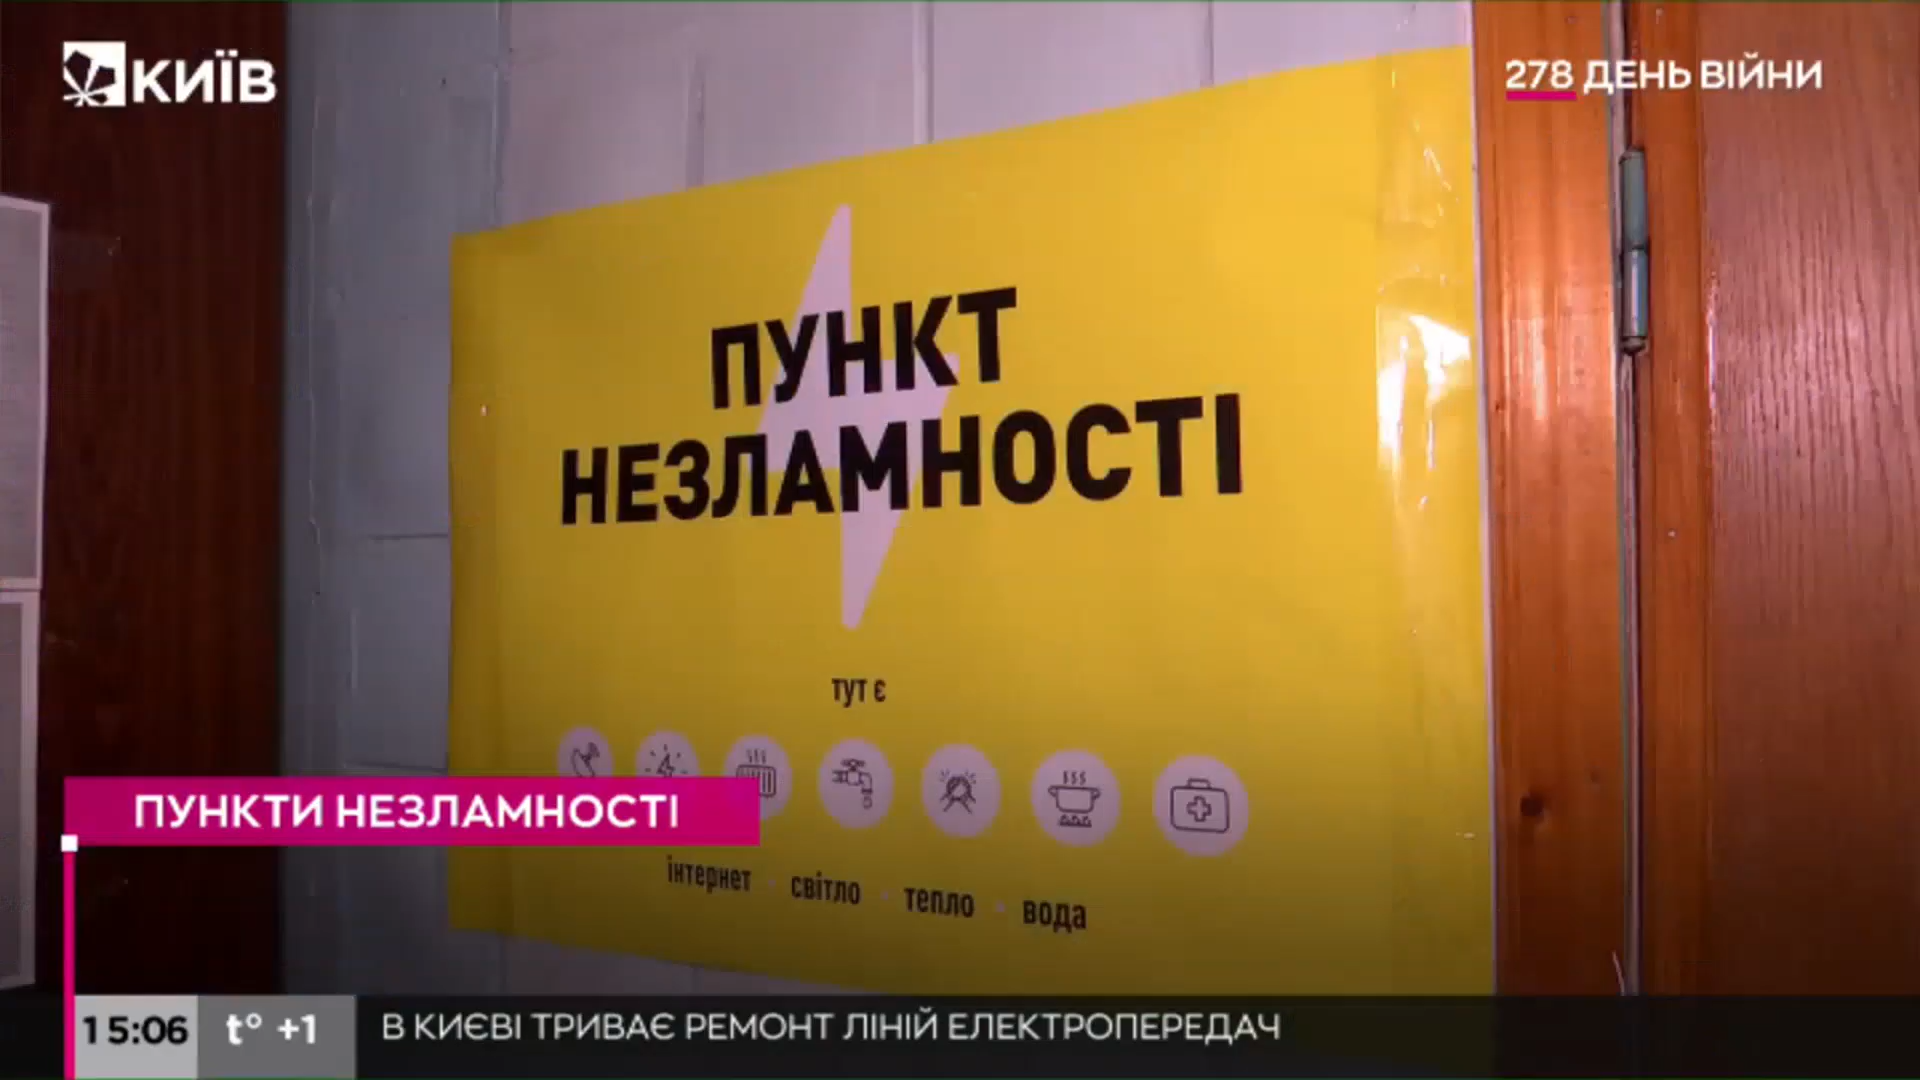 КИЇВ
278 ДЕНЬ ВІЙНИ
ПУНКТ
НЕЗЛАМНОСТІ
тут є
інтернет · світло · тепло · вода
ПУНКТИ НЕЗЛАМНОСТІ
15:06 t° +1 В КИЄВІ ТРИВАЄ РЕМОНТ ЛІНІЙ ЕЛЕКТРОПЕРЕДАЧ